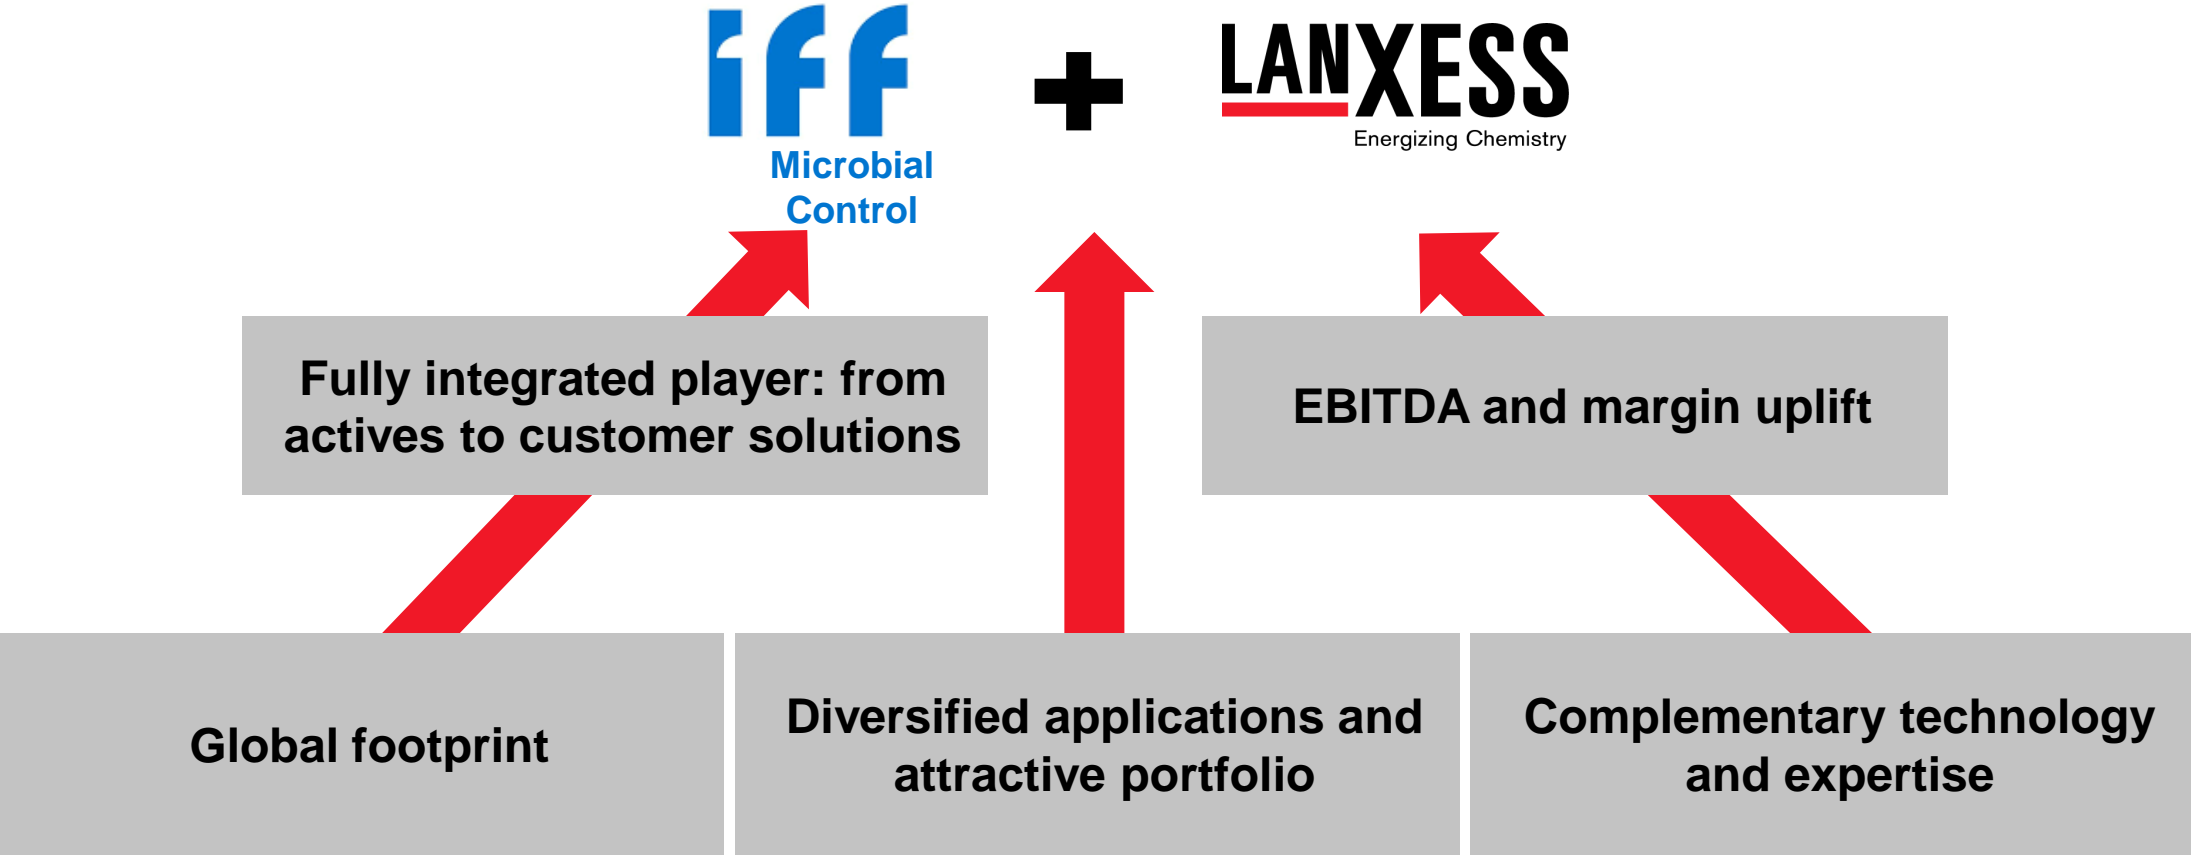 iff
Microbial
Control
+
LANXESS
Energizing Chemistry
Fully integrated player: from
actives to customer solutions
EBITDA and margin uplift
Global footprint
Diversified applications and
attractive portfolio
Complementary technology
and expertise